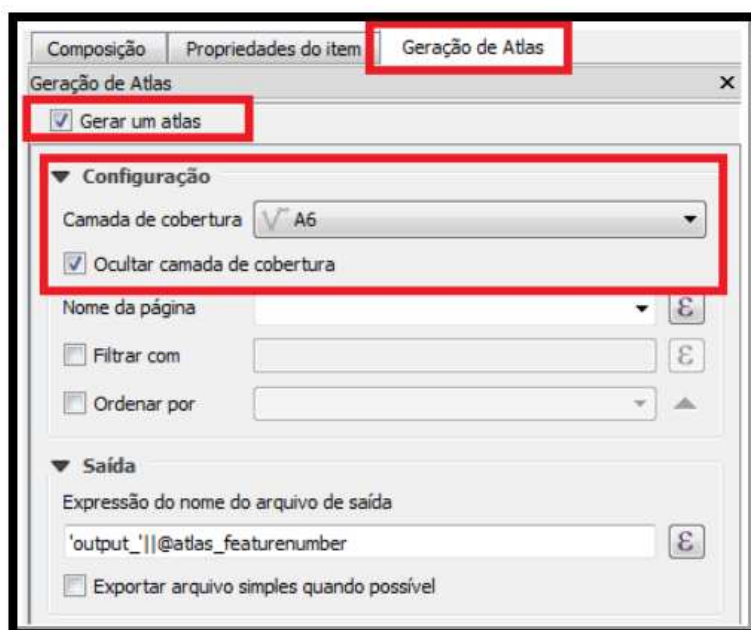 Composição Propriedades do item Geração de Atlas
Geração de Atlas ×
Gerar um atlas
Configuração
Camada de cobertura A6
Ocultar camada de cobertura
Nome da página ε
Filtrar com ε
Ordenar por
Saída
Expressão do nome do arquivo de saída
'output_'||@atlas_featurenumber ε
Exportar arquivo simples quando possível